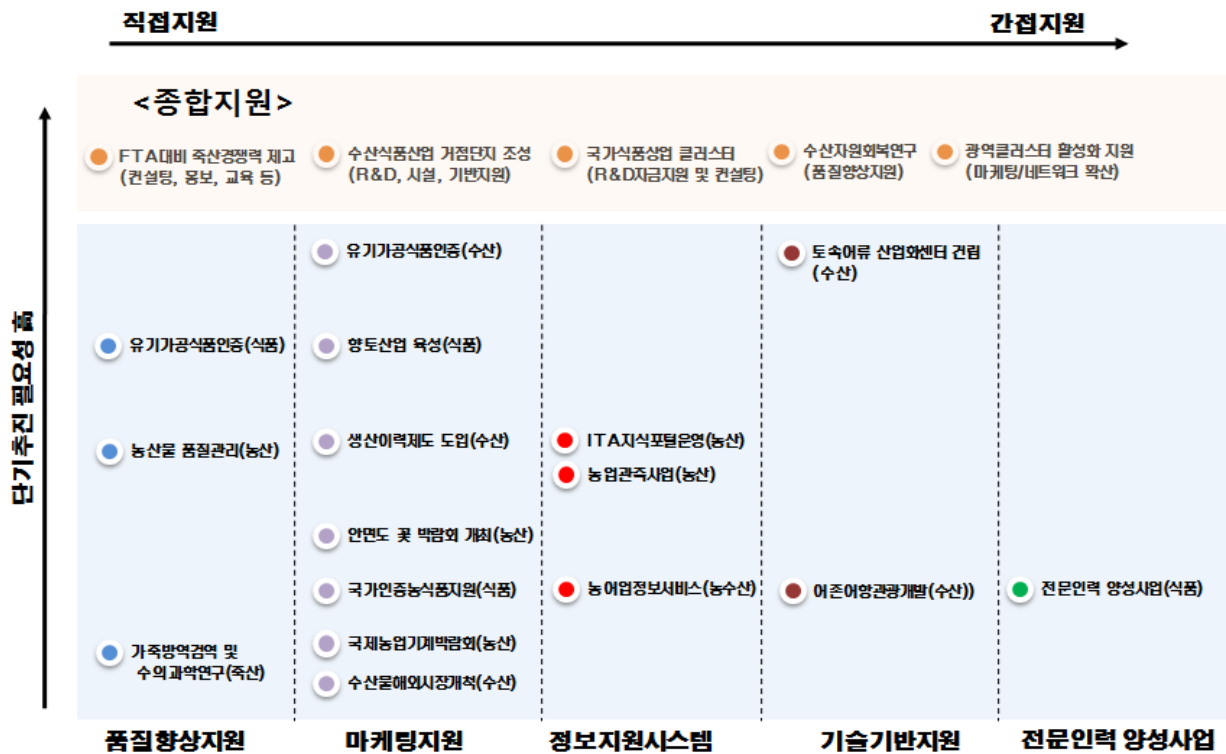 직접지원
간접지원
<종합지원>
FTA대비 축산경쟁력 제고
(컨설팅, 홍보, 교육 등)
수산식품산업 거점단지 조성
(R&D, 시설, 기반지원)
국가식품상업 클러스터
(R&D자금지원 및 컨설팅)
수산자원회복연구
(품질향상지원)
광역클러스터 활성화 지원
(마케팅/네트워크 확산)
단기추진 필요성 높음
유기가공식품인증(수산)
토속어류 산업화센터 건립
(수산)
유기가공식품인증(식품)
향토산업 육성(식품)
농산물 품질관리(농산)
생산이력제도 도입(수산)
ITA지식포털운영(농산)
농업관측사업(농산)
안면도 꽃 박람회 개최(농산)
국가인증농식품지원(식품)
농어업정보서비스(농수산)
어촌어항관광개발(수산))
전문인력 양성사업(식품)
가축방역검역 및
수의과학연구(축산)
국제농업기계박람회(농산)
수산물해외시장개척(수산)
품질향상지원
마케팅지원
정보지원시스템
기술기반지원
전문인력 양성사업